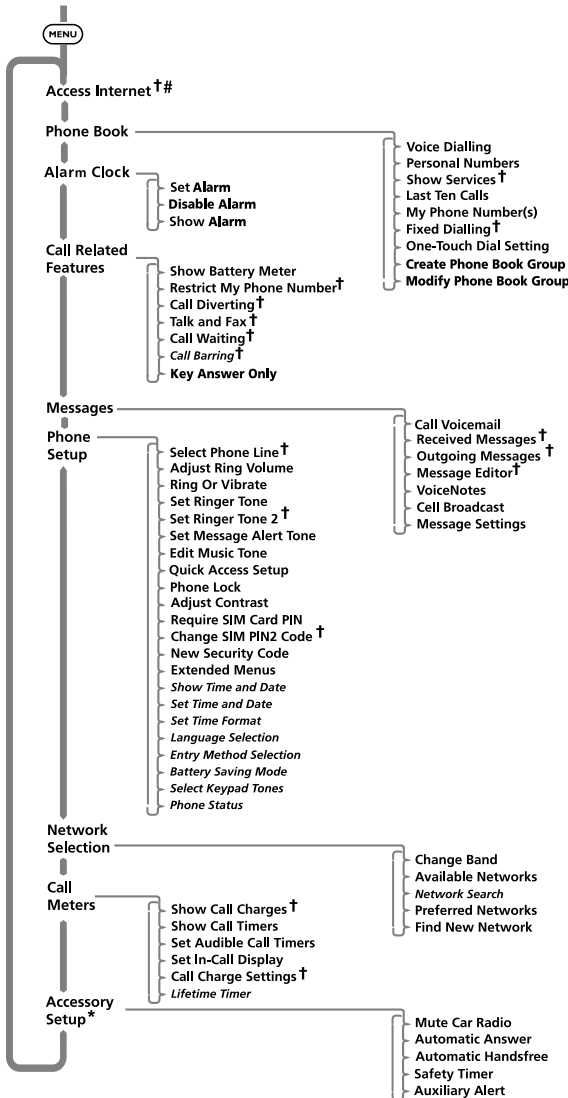 MENU
Access Internet†#
Phone Book
Voice Dialling
Personal Numbers
Show Services†
Last Ten Calls
My Phone Number(s)
Fixed Dialling†
One-Touch Dial Setting
Create Phone Book Group
Modify Phone Book Group
Alarm Clock
Set Alarm
Disable Alarm
Show Alarm
Call Related
Features
Show Battery Meter
Restrict My Phone Number†
Call Diverting†
Talk and Fax†
Call Waiting†
Call Barring†
Key Answer Only
Messages
Call Voicemail
Received Messages†
Outgoing Messages†
Message Editor†
VoiceNotes
Cell Broadcast
Message Settings
Phone
Setup
Select Phone Line†
Adjust Ring Volume
Ring Or Vibrate
Set Ringer Tone
Set Ringer Tone 2†
Set Message Alert Tone
Edit Music Tone
Quick Access Setup
Phone Lock
Adjust Contrast
Require SIM Card PIN
Change SIM PIN2 Code†
New Security Code
Extended Menus
Show Time and Date
Set Time and Date
Set Time Format
Language Selection
Entry Method Selection
Battery Saving Mode
Select Keypad Tones
Phone Status
Network
Selection
Change Band
Available Networks
Network Search
Preferred Networks
Find New Network
Call
Meters
Show Call Charges†
Show Call Timers
Set Audible Call Timers
Set In-Call Display
Call Charge Settings†
Lifetime Timer
Accessory
Setup*
Mute Car Radio
Automatic Answer
Automatic Handsfree
Safety Timer
Auxiliary Alert